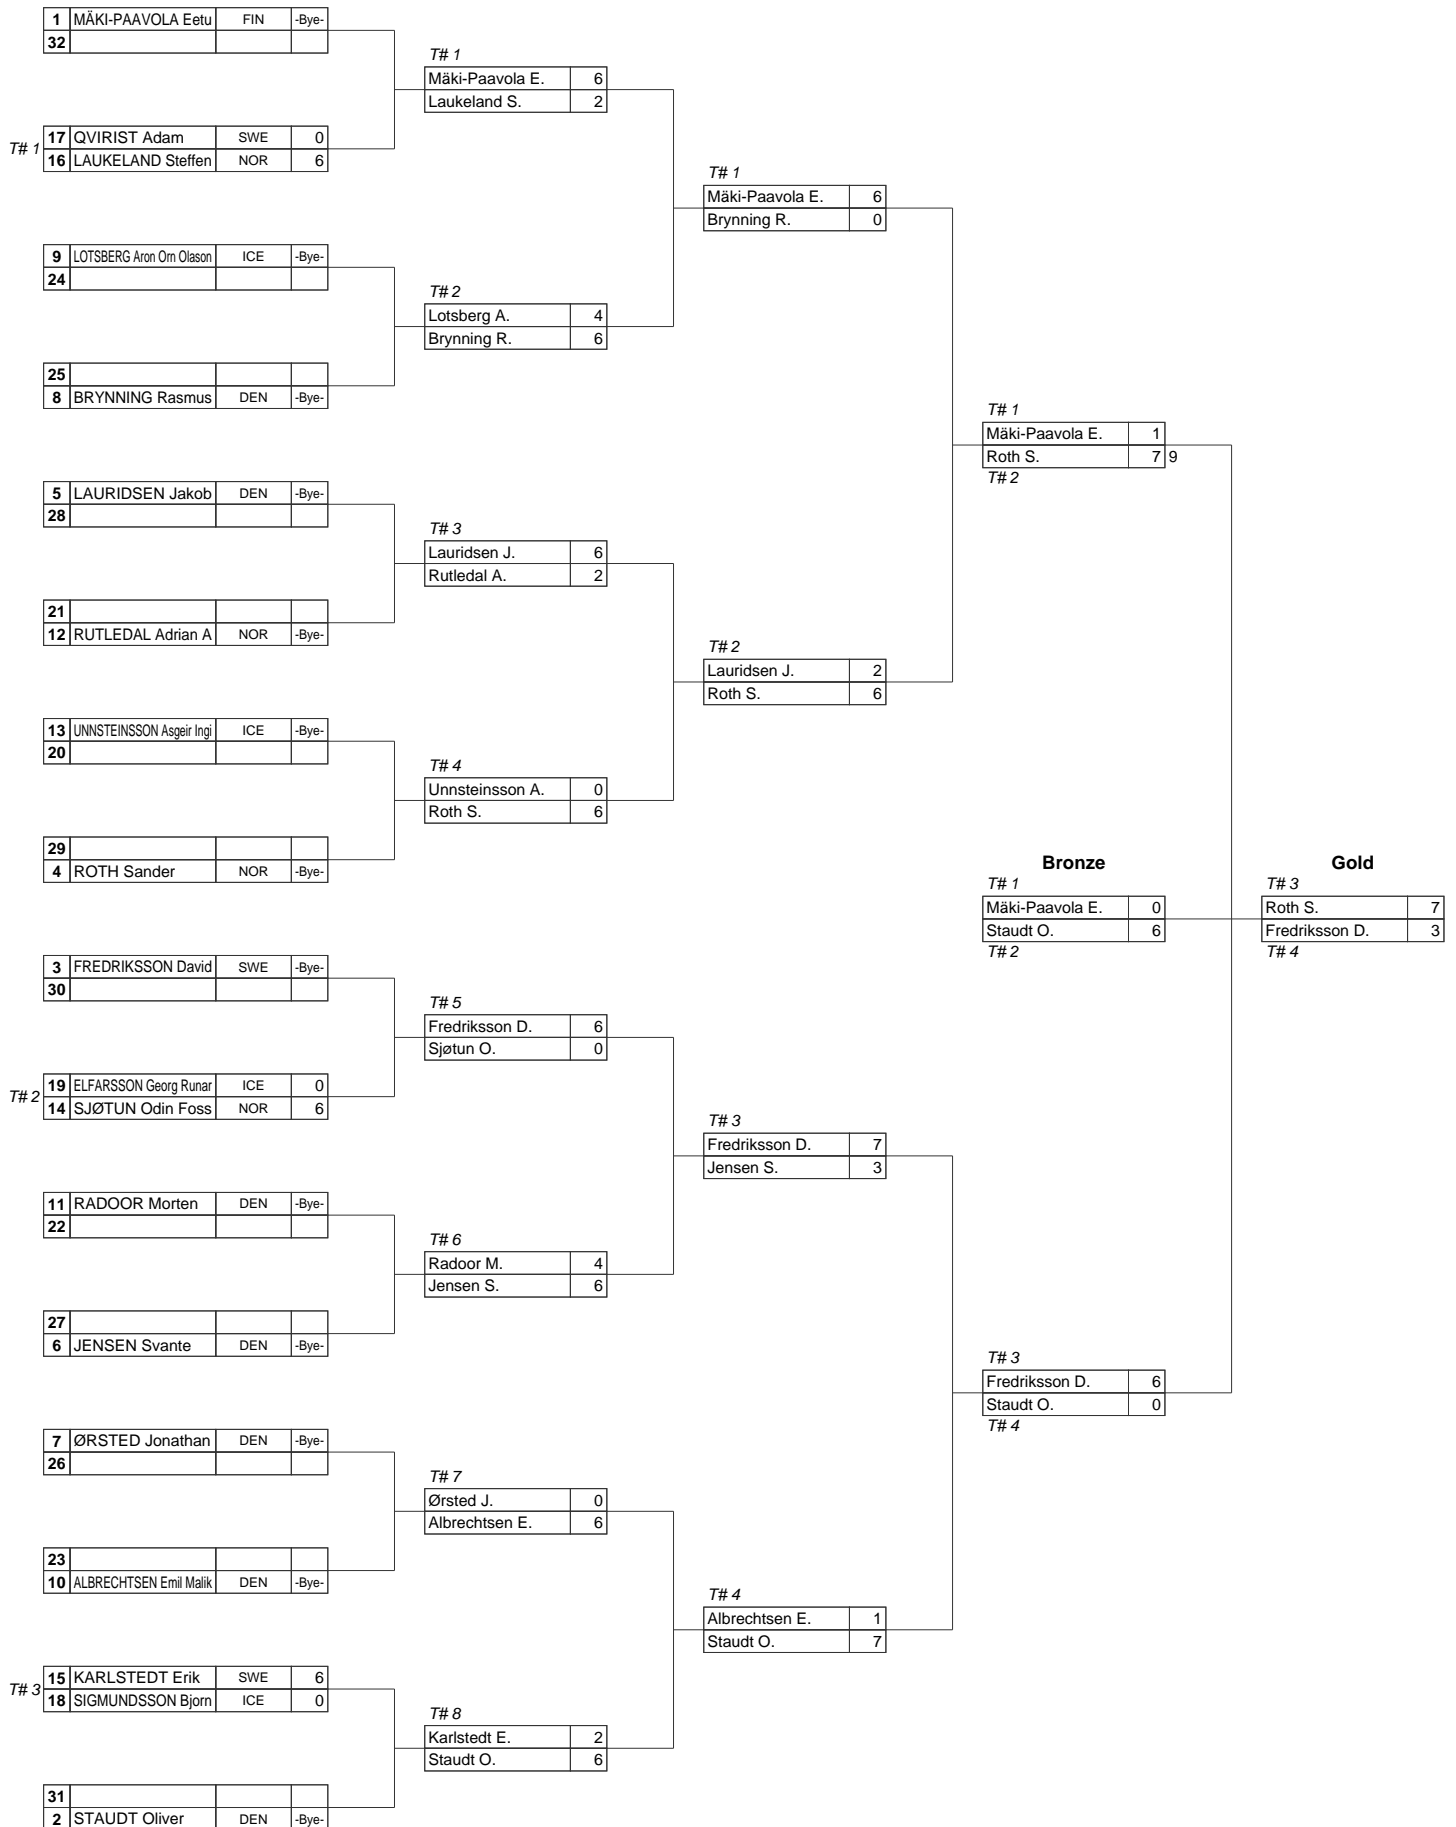 1 MÄKI-PAAVOLA Eetu FIN -Bye-
32
T# 1
Mäki-Paavola E. 6
Laukeland S. 2
T# 1 17 QVIRIST Adam SWE 0
16 LAUKELAND Steffen NOR 6
T# 1
Mäki-Paavola E. 6
Brynning R. 0
9 LOTSBERG Aron Orn Olason ICE -Bye-
24
T# 2
Lotsberg A. 4
Brynning R. 6
25
8 BRYNNING Rasmus DEN -Bye-
T# 1
Mäki-Paavola E. 1
Roth S. 7 9
T# 2
5 LAURIDSEN Jakob DEN -Bye-
28
T# 3
Lauridsen J. 6
Rutledal A. 2
21
12 RUTLEDAL Adrian A NOR -Bye-
T# 2
Lauridsen J. 2
Roth S. 6
13 UNNSTEINSSON Asgeir Ingi ICE -Bye-
20
T# 4
Unnsteinsson A. 0
Roth S. 6
29
4 ROTH Sander NOR -Bye-
Bronze
T# 1
Mäki-Paavola E. 0
Staudt O. 6
T# 2
Gold
T# 3
Roth S. 7
Fredriksson D. 3
T# 4
3 FREDRIKSSON David SWE -Bye-
30
T# 5
Fredriksson D. 6
Sjøtun O. 0
T# 2 19 ELFARSSON Georg Runar ICE 0
14 SJØTUN Odin Foss NOR 6
T# 3
Fredriksson D. 7
Jensen S. 3
11 RADOOR Morten DEN -Bye-
22
T# 6
Radoor M. 4
Jensen S. 6
27
6 JENSEN Svante DEN -Bye-
T# 3
Fredriksson D. 6
Staudt O. 0
T# 4
7 ØRSTED Jonathan DEN -Bye-
26
T# 7
Ørsted J. 0
Albrechtsen E. 6
23
10 ALBRECHTSEN Emil Malik DEN -Bye-
T# 4
Albrechtsen E. 1
Staudt O. 7
T# 3 15 KARLSTEDT Erik SWE 6
18 SIGMUNDSSON Bjorn ICE 0
T# 8
Karlstedt E. 2
Staudt O. 6
31
2 STAUDT Oliver DEN -Bye-